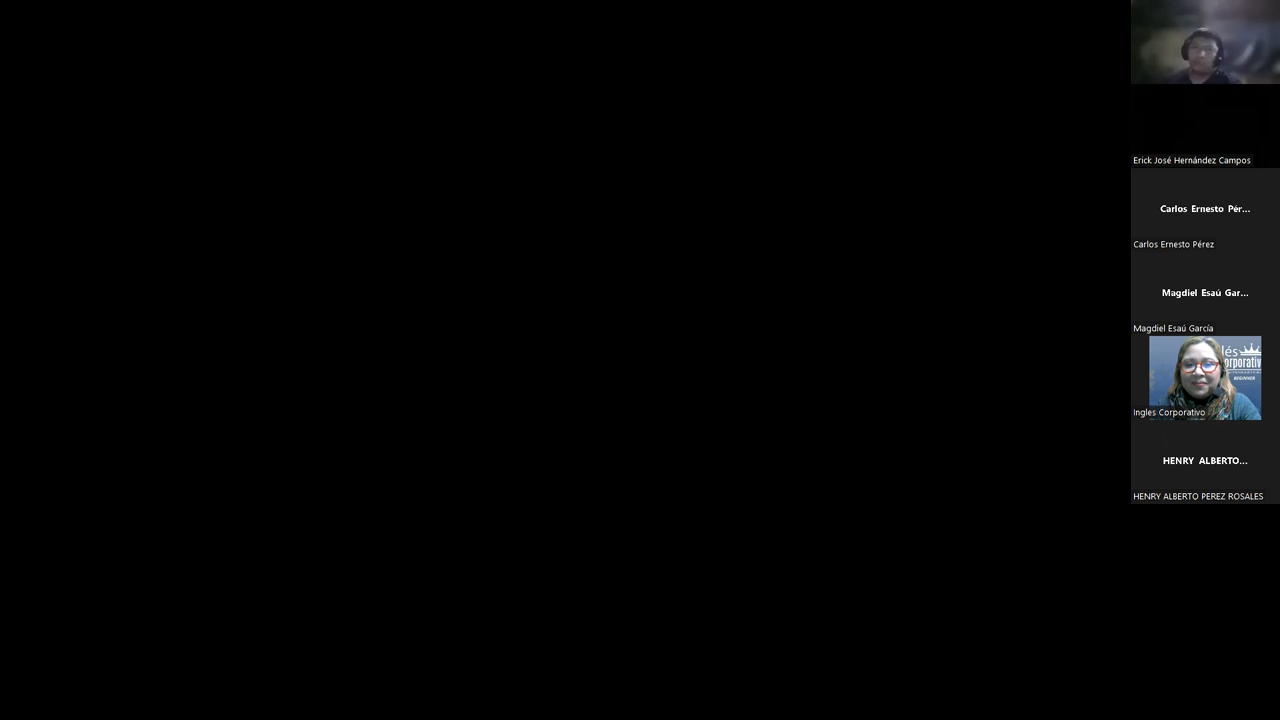 Erick José Hernández Campos
Carlos Ernesto Pér...
Carlos Ernesto Pérez
Magdiel Esaú Gar...
Magdiel Esaú García
lés
orporativ
BEGINNER
Ingles Corporativo
HENRY ALBERTO...
HENRY ALBERTO PEREZ ROSALES